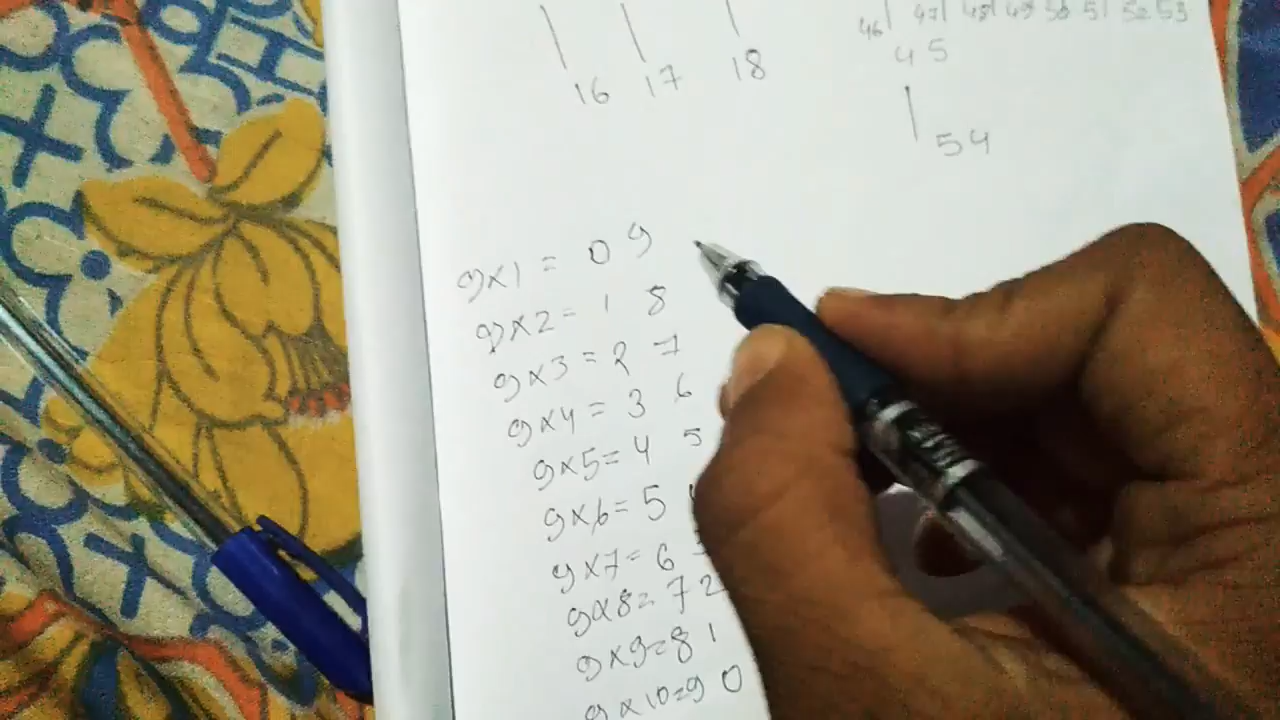 46 47 48 49 50 51 52 53
45
16 17 18
54
9x1 = 0 9
9x2 = 1 8
9x3 = 2 7
9x4 = 3 6
9x5 = 4 5
9x6 = 5
9x7 = 6
9x8 = 7 2
9x9 = 8 1
9x10 = 9 0